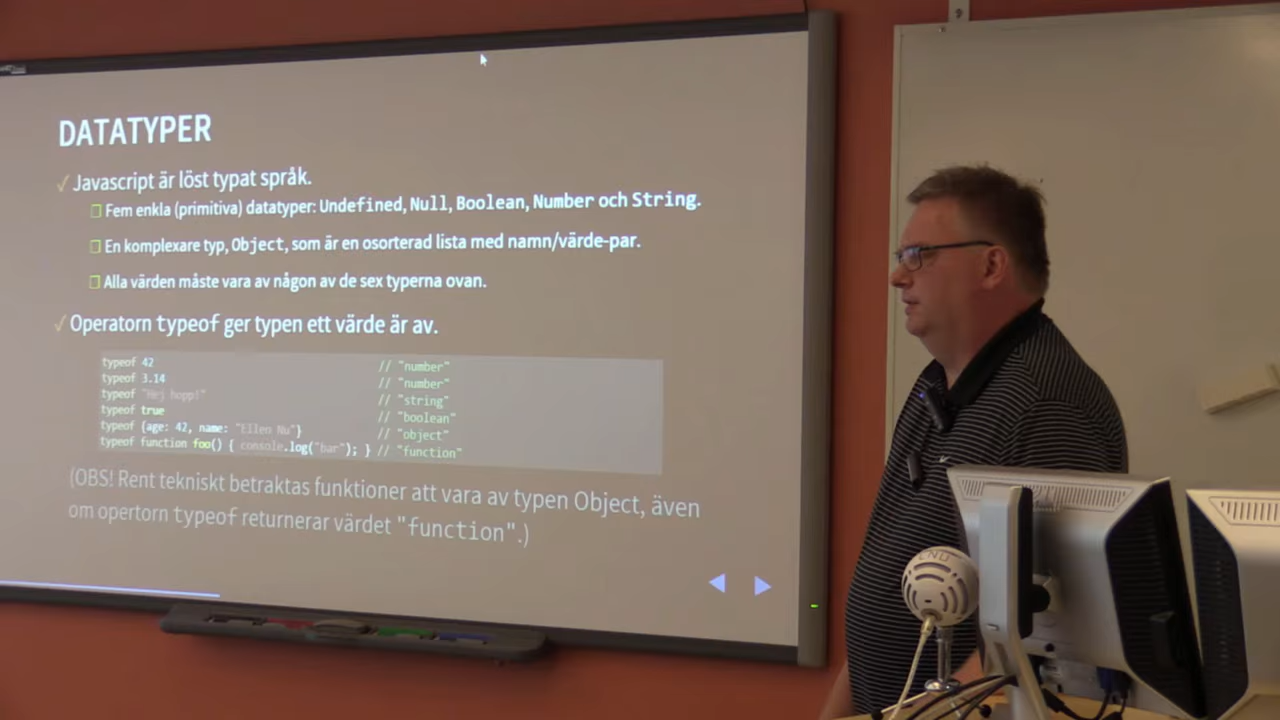 DATATYPER
✓ Javascript är löst typat språk.
Fem enkla (primitiva) datatyper: Undefined, Null, Boolean, Number och String.
En komplexare typ, Object, som är en osorterad lista med namn/värde-par.
Alla värden måste vara av någon av de sex typerna ovan.
✓ Operatorn typeof ger typen ett värde är av.
typeof 42 // "number"
typeof 3.14 // "number"
typeof "Hej hopp!" // "string"
typeof true // "boolean"
typeof {age: 42, name: "Ellen Nu"} // "object"
typeof function foo() { console.log("bar"); } // "function"
(OBS! Rent tekniskt betraktas funktioner att vara av typen Object, även
om opertorn typeof returnerar värdet "function".)
LNU